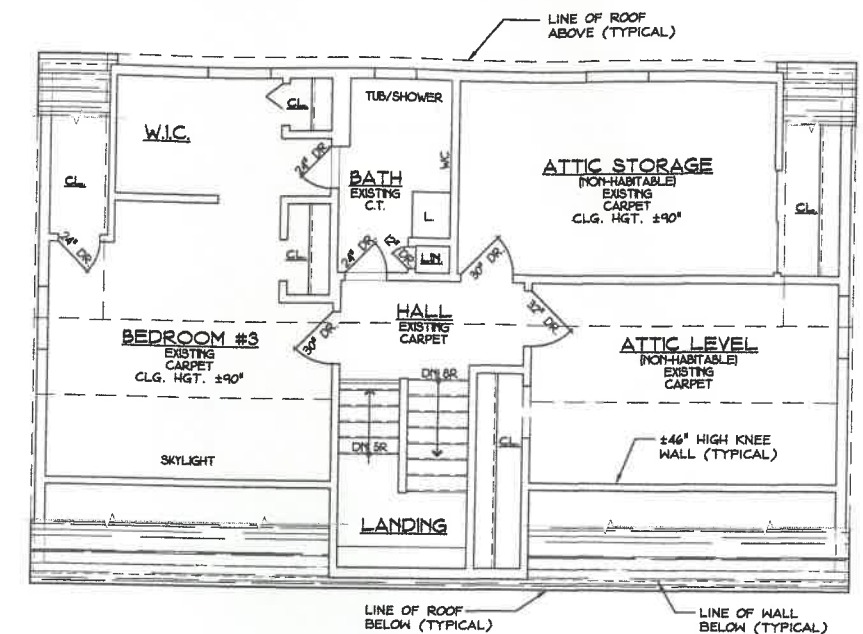 LINE OF ROOF
ABOVE (TYPICAL)
TUB/SHOWER
CL.
W.I.C.
24" DR.
BATH
EXISTING
C.T.
WC
L.
ATTIC STORAGE
(NON-HABITABLE)
EXISTING
CARPET
CLG. HGT. ±90"
CL.
CL.
24" DR.
24" DR.
DR.
LIN.
30" DR.
CL.
HALL
EXISTING
CARPET
32" DR.
BEDROOM #3
EXISTING
CARPET
CLG. HGT. ±90"
30" DR.
ATTIC LEVEL
(NON-HABITABLE)
EXISTING
CARPET
DN. 8R.
DN. 5R.
CL.
±46" HIGH KNEE
WALL (TYPICAL)
SKYLIGHT
LANDING
LINE OF ROOF
BELOW (TYPICAL)
LINE OF WALL
BELOW (TYPICAL)